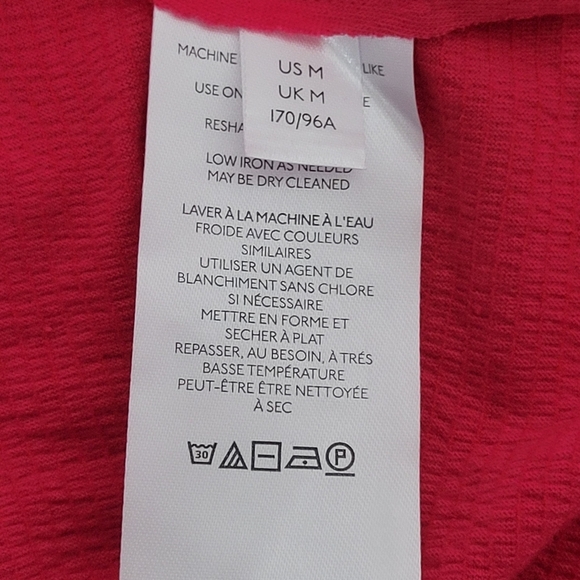 US M
UK M
170/96A
MACHINE LIKE
USE ON E
RESHA
LOW IRON AS NEEDED
MAY BE DRY CLEANED
LAVER À LA MACHINE À L'EAU
FROIDE AVEC COULEURS
SIMILAIRES
UTILISER UN AGENT DE
BLANCHIMENT SANS CHLORE
SI NÉCESSAIRE
METTRE EN FORME ET
SECHER À PLAT
REPASSER, AU BESOIN, À TRÉS
BASSE TEMPÉRATURE
PEUT-ÊTRE ÊTRE NETTOYÉE
À SEC
30
P